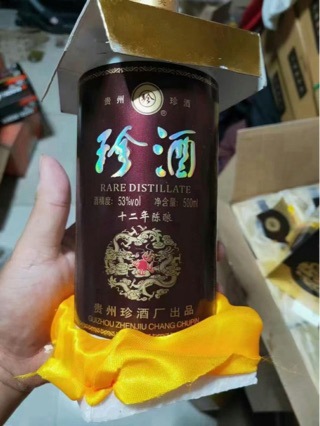 贵州 珍酒
®
珍酒
RARE DISTILLATE
酒精度: 53%vol 净含量: 500ml
十二年陈酿
贵州珍酒厂出品
GUIZHOU ZHENJIU CHANG CHUPIN